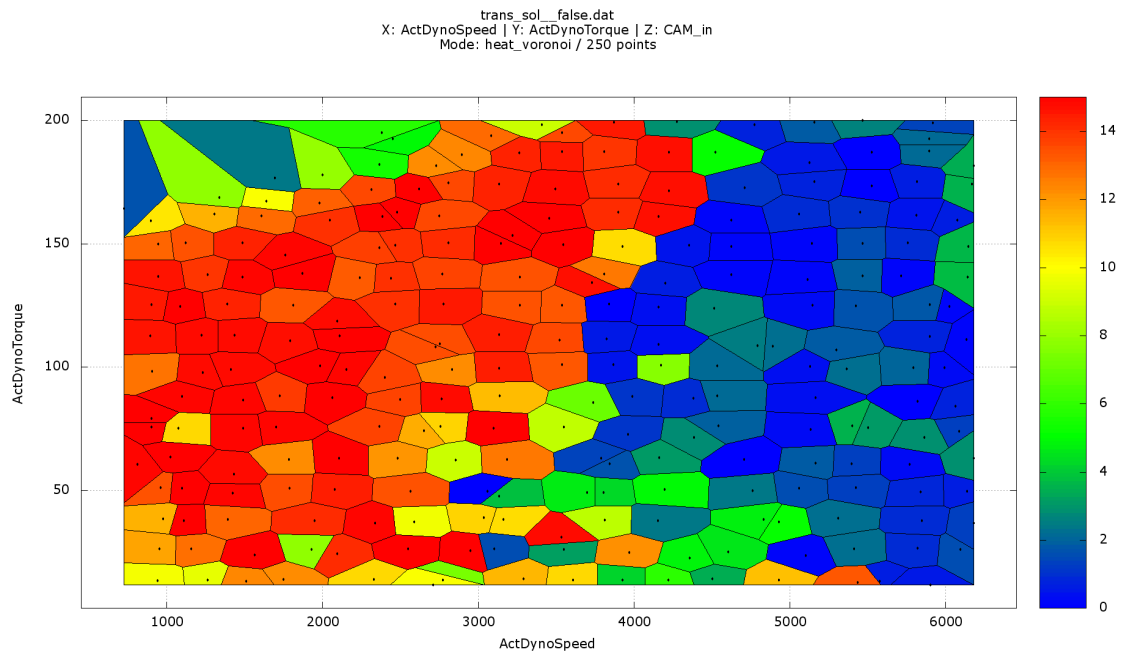 trans_sol__false.dat
X: ActDynoSpeed | Y: ActDynoTorque | Z: CAM_in
Mode: heat_voronoi / 250 points
200
150
100
50
ActDynoTorque
1000 2000 3000 4000 5000 6000
ActDynoSpeed
14
12
10
8
6
4
2
0